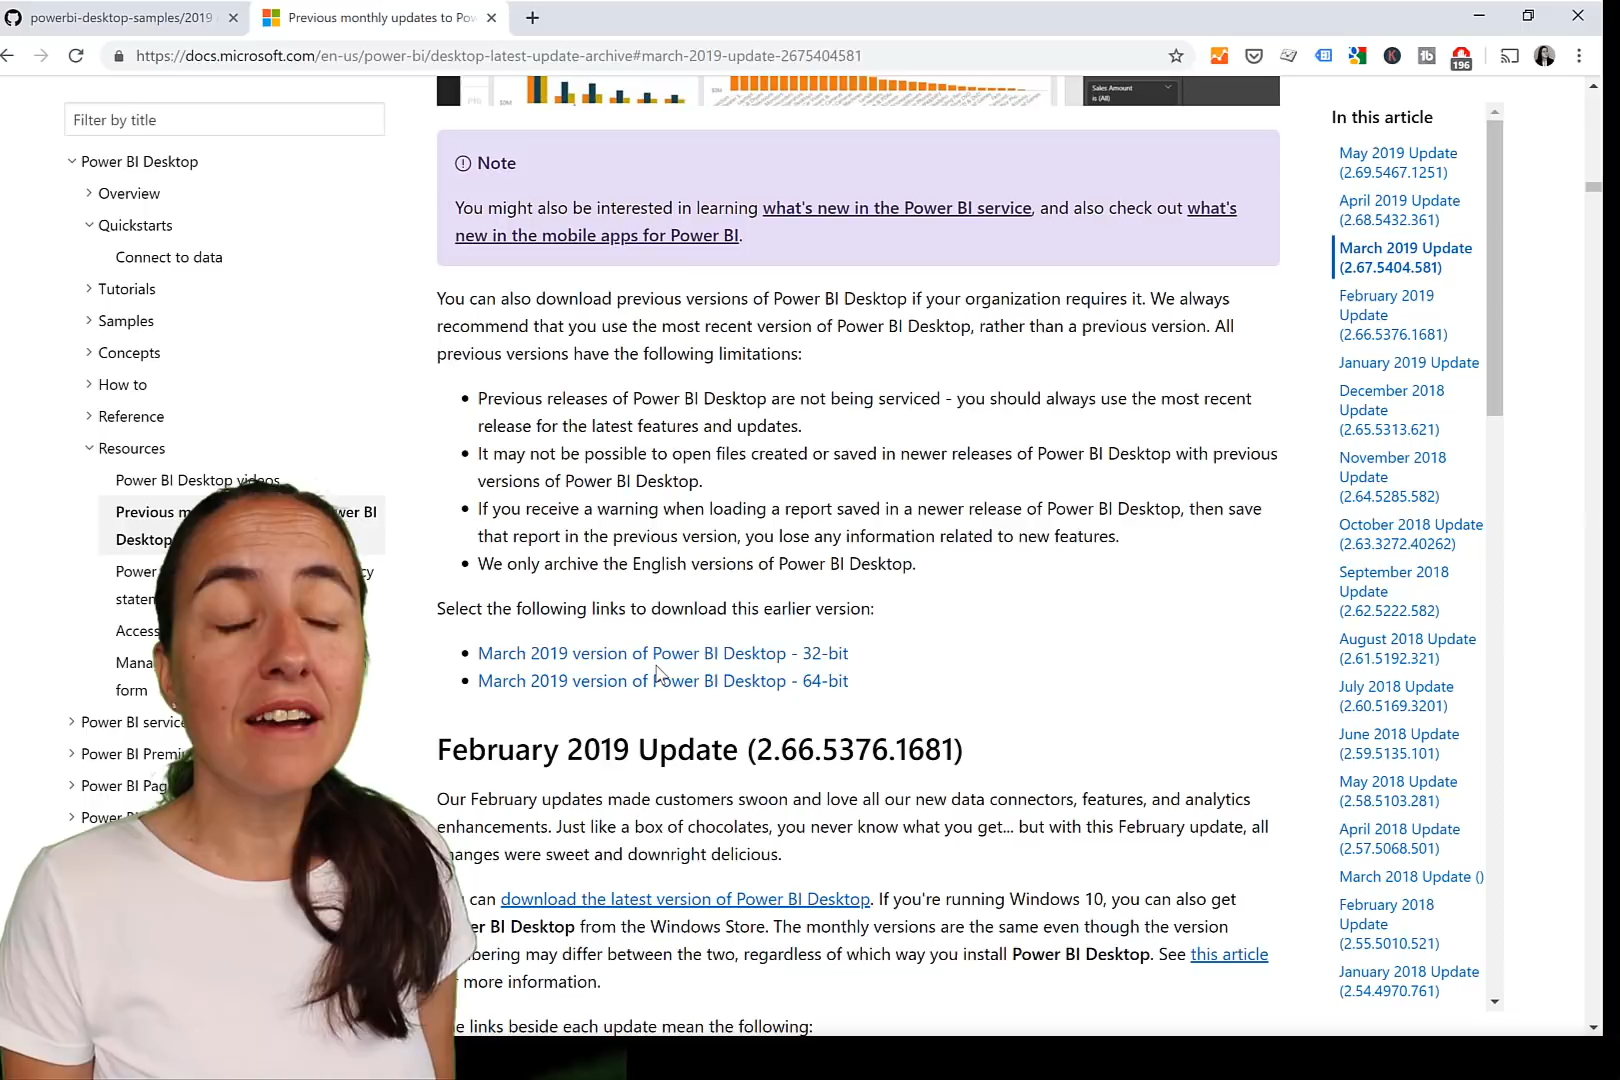 powerbi-desktop-samples/2019
Previous monthly updates to Pow
https://docs.microsoft.com/en-us/power-bi/desktop-latest-update-archive#march-2019-update-2675404581
196
Filter by title
Power BI Desktop
Overview
Quickstarts
Connect to data
Tutorials
Samples
Concepts
How to
Reference
Resources
Power BI Desktop videos
Previous m wer BI
Desktop
Power cy
staten
Access
Mana
form
Power BI service
Power BI Premi
Power BI Pag
Power B
$0M
$0M
Sales Amount
is (All)
Note
You might also be interested in learning what's new in the Power BI service, and also check out what's
new in the mobile apps for Power BI.
You can also download previous versions of Power BI Desktop if your organization requires it. We always
recommend that you use the most recent version of Power BI Desktop, rather than a previous version. All
previous versions have the following limitations:
Previous releases of Power BI Desktop are not being serviced - you should always use the most recent
release for the latest features and updates.
It may not be possible to open files created or saved in newer releases of Power BI Desktop with previous
versions of Power BI Desktop.
If you receive a warning when loading a report saved in a newer release of Power BI Desktop, then save
that report in the previous version, you lose any information related to new features.
We only archive the English versions of Power BI Desktop.
Select the following links to download this earlier version:
March 2019 version of Power BI Desktop - 32-bit
March 2019 version of Power BI Desktop - 64-bit
February 2019 Update (2.66.5376.1681)
Our February updates made customers swoon and love all our new data connectors, features, and analytics
enhancements. Just like a box of chocolates, you never know what you get... but with this February update, all
hanges were sweet and downright delicious.
can download the latest version of Power BI Desktop. If you're running Windows 10, you can also get
er BI Desktop from the Windows Store. The monthly versions are the same even though the version
bering may differ between the two, regardless of which way you install Power BI Desktop. See this article
more information.
e links beside each update mean the following:
In this article
May 2019 Update
(2.69.5467.1251)
April 2019 Update
(2.68.5432.361)
March 2019 Update
(2.67.5404.581)
February 2019
Update
(2.66.5376.1681)
January 2019 Update
December 2018
Update
(2.65.5313.621)
November 2018
Update
(2.64.5285.582)
October 2018 Update
(2.63.3272.40262)
September 2018
Update
(2.62.5222.582)
August 2018 Update
(2.61.5192.321)
July 2018 Update
(2.60.5169.3201)
June 2018 Update
(2.59.5135.101)
May 2018 Update
(2.58.5103.281)
April 2018 Update
(2.57.5068.501)
March 2018 Update ()
February 2018
Update
(2.55.5010.521)
January 2018 Update
(2.54.4970.761)